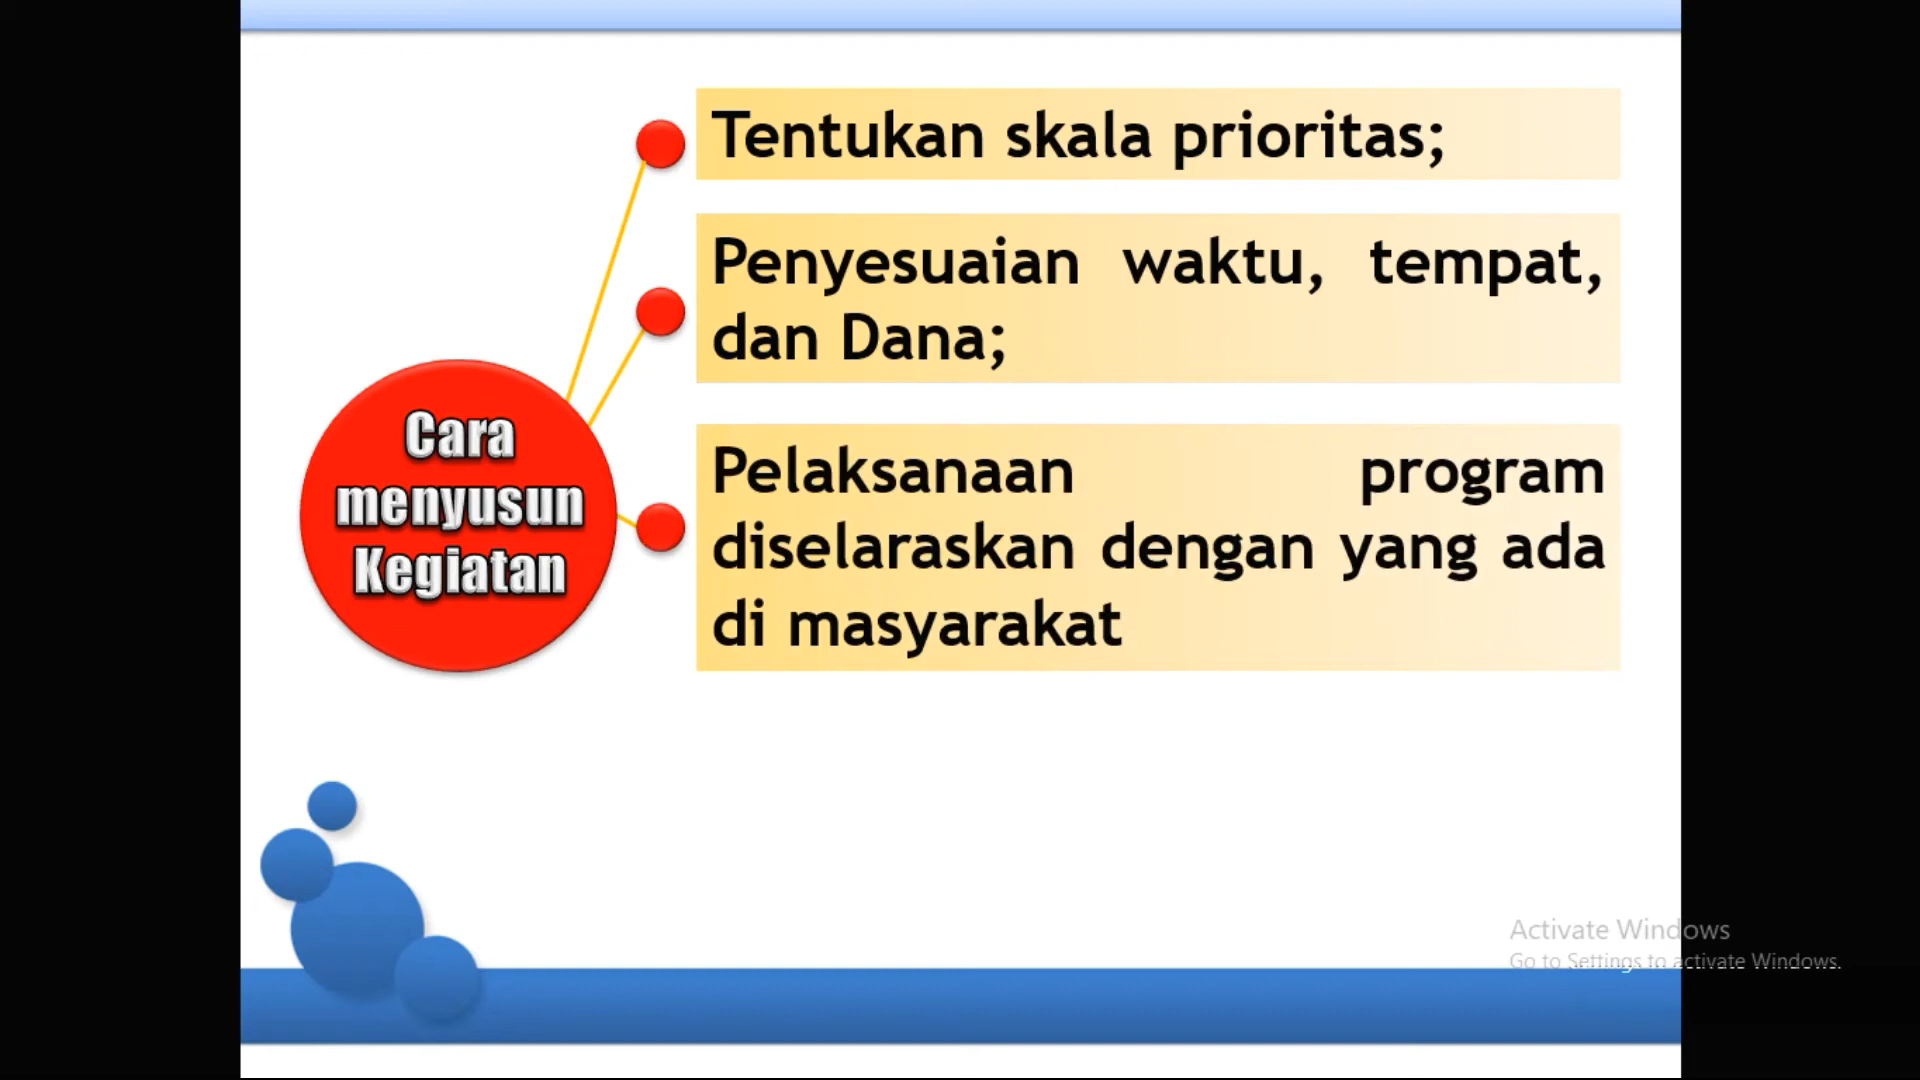 Tentukan skala prioritas;
Penyesuaian waktu, tempat,
dan Dana;
Cara
menyusun
Kegiatan
Pelaksanaan program
diselaraskan dengan yang ada
di masyarakat
Activate Windows
Go to Settings to activate Windows.